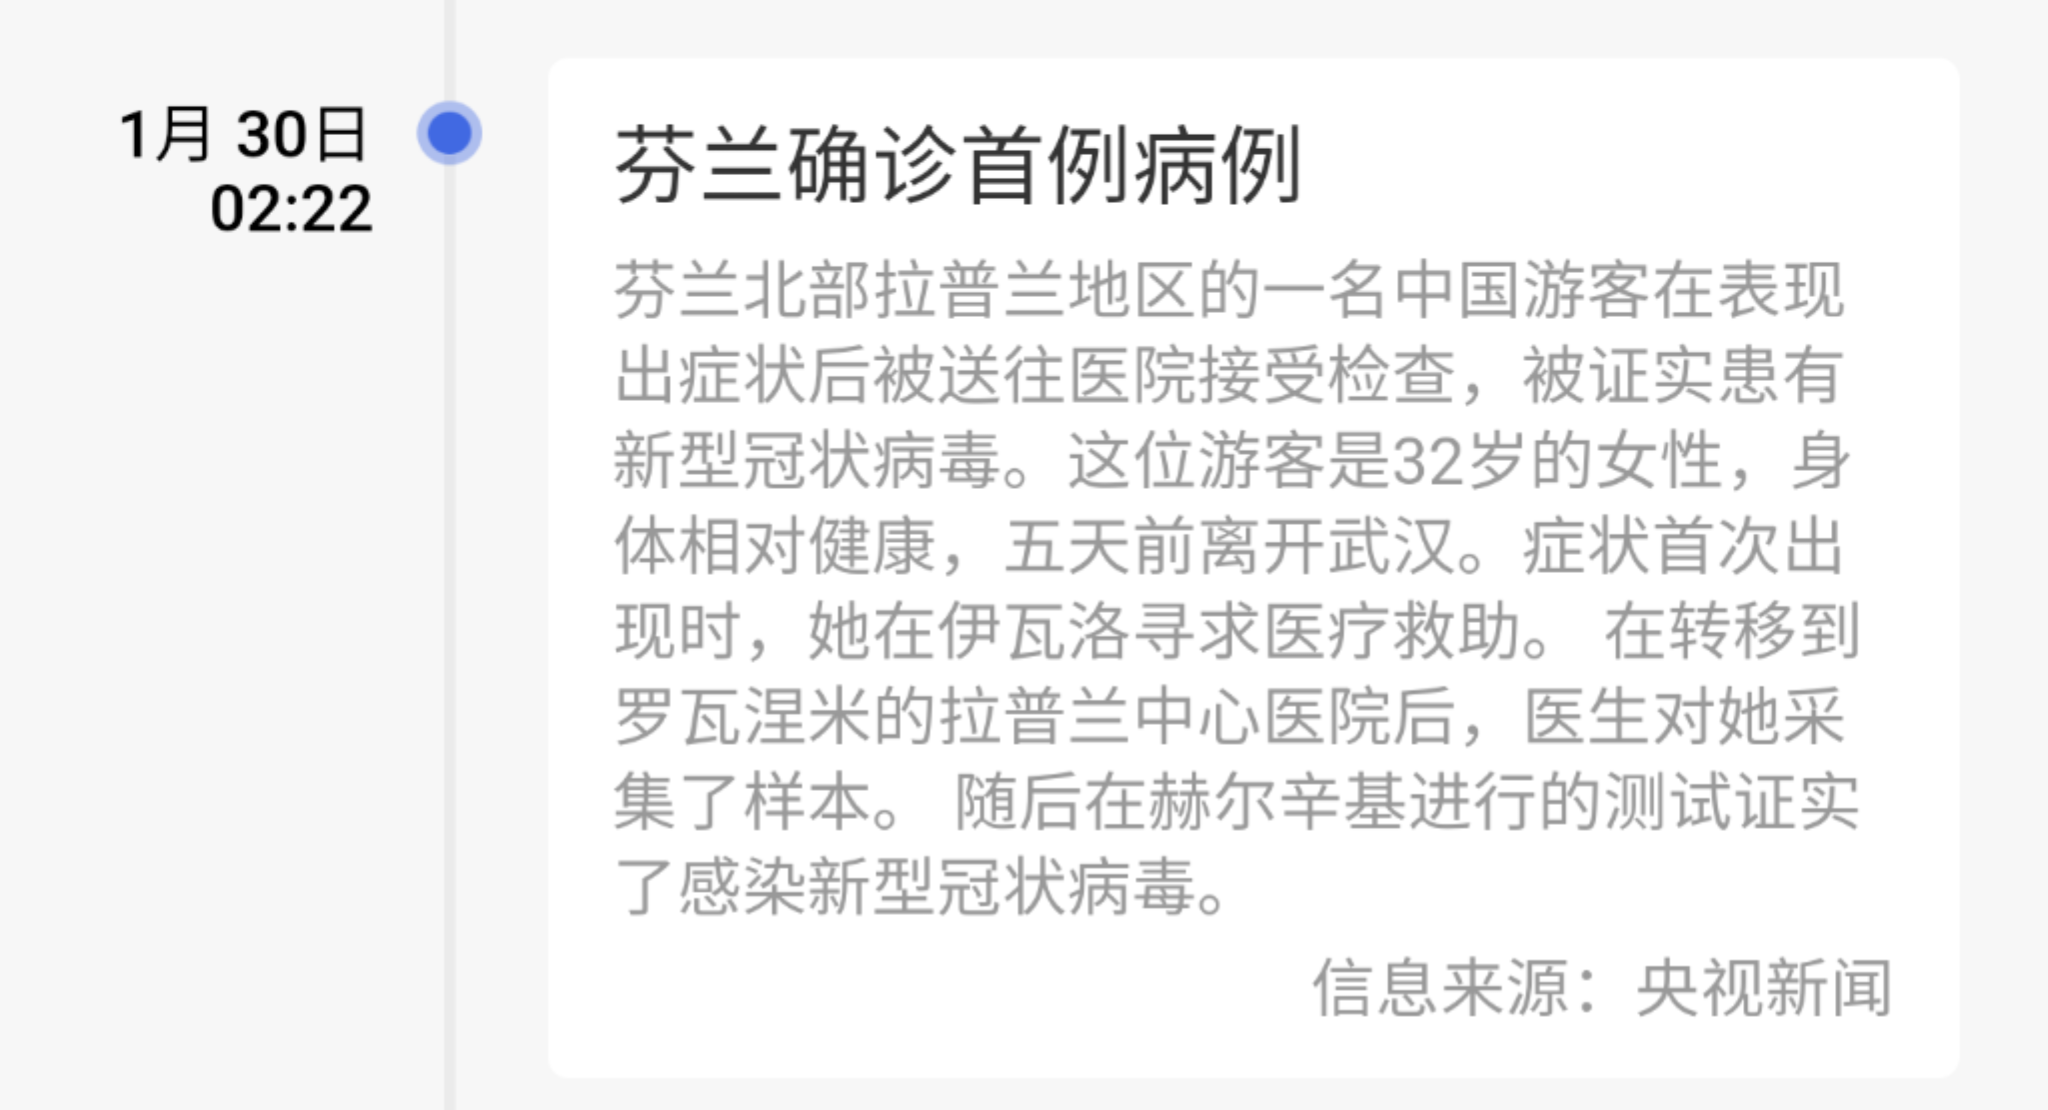 1月 30日
02:22
芬兰确诊首例病例
芬兰北部拉普兰地区的一名中国游客在表现
出症状后被送往医院接受检查，被证实患有
新型冠状病毒。这位游客是32岁的女性，身
体相对健康，五天前离开武汉。症状首次出
现时，她在伊瓦洛寻求医疗救助。 在转移到
罗瓦涅米的拉普兰中心医院后，医生对她采
集了样本。 随后在赫尔辛基进行的测试证实
了感染新型冠状病毒。
信息来源：央视新闻